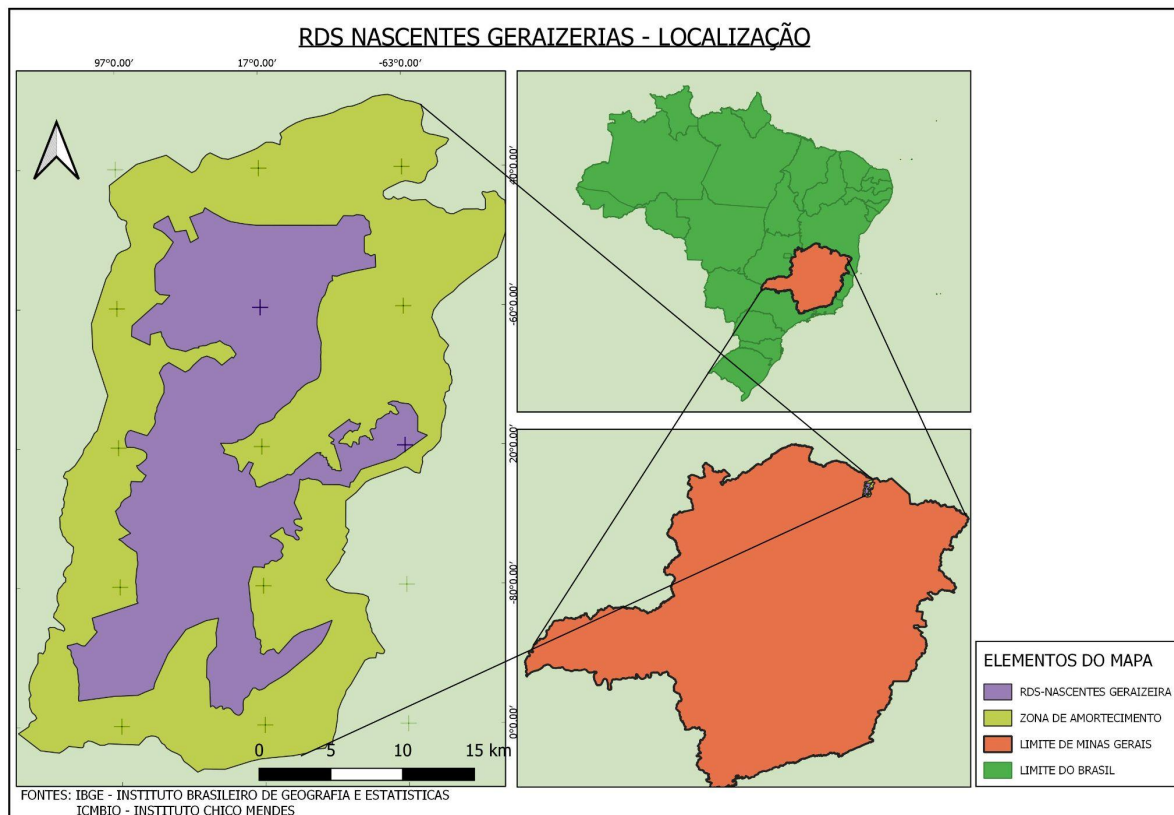 RDS NASCENTES GERAIZERIAS - LOCALIZAÇÃO
97°0.00' 17°0.00' -63°0.00'
40°0.00'
-60°0.00'
20°0.00'
-80°0.00'
0°0.00'
0 5 10 15 km
ELEMENTOS DO MAPA
RDS-NASCENTES GERAIZEIRA
ZONA DE AMORTECIMENTO
LIMITE DE MINAS GERAIS
LIMITE DO BRASIL
FONTES: IBGE - INSTITUTO BRASILEIRO DE GEOGRAFIA E ESTATISTICAS
ICMBIO - INSTITUTO CHICO MENDES